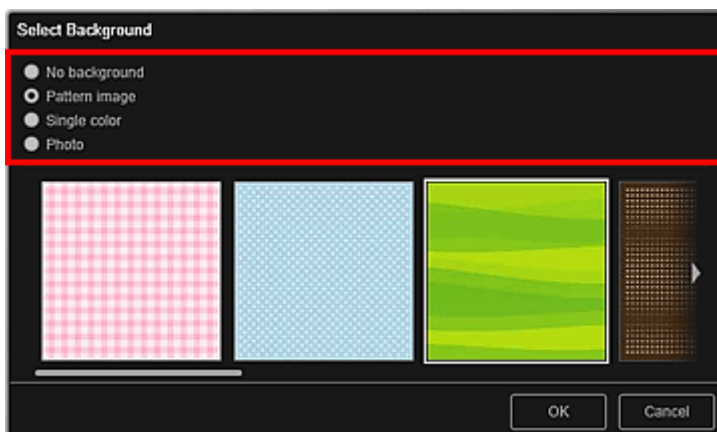 Select Background
No background
Pattern image
Single color
Photo
OK
Cancel